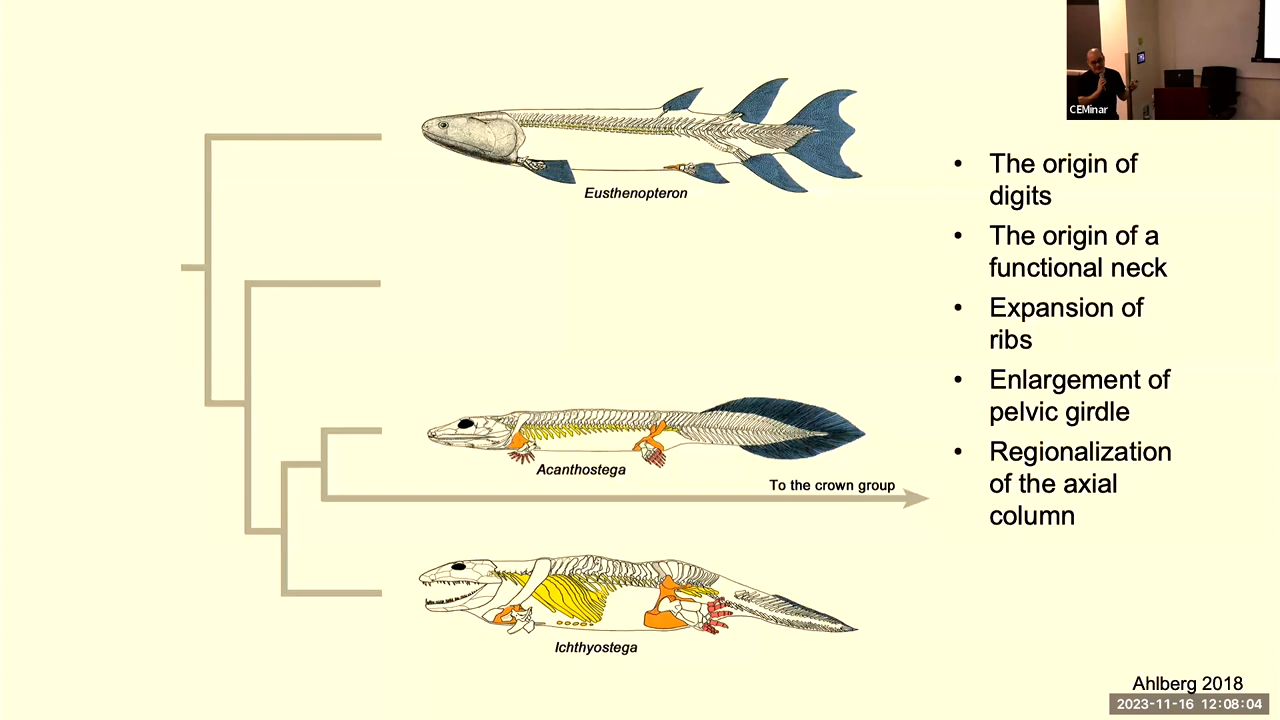 CEMinar
Eusthenopteron
Acanthostega
To the crown group
Ichthyostega
• The origin of
digits
• The origin of a
functional neck
• Expansion of
ribs
• Enlargement of
pelvic girdle
• Regionalization
of the axial
column
Ahlberg 2018
2023-11-16 12:08:04